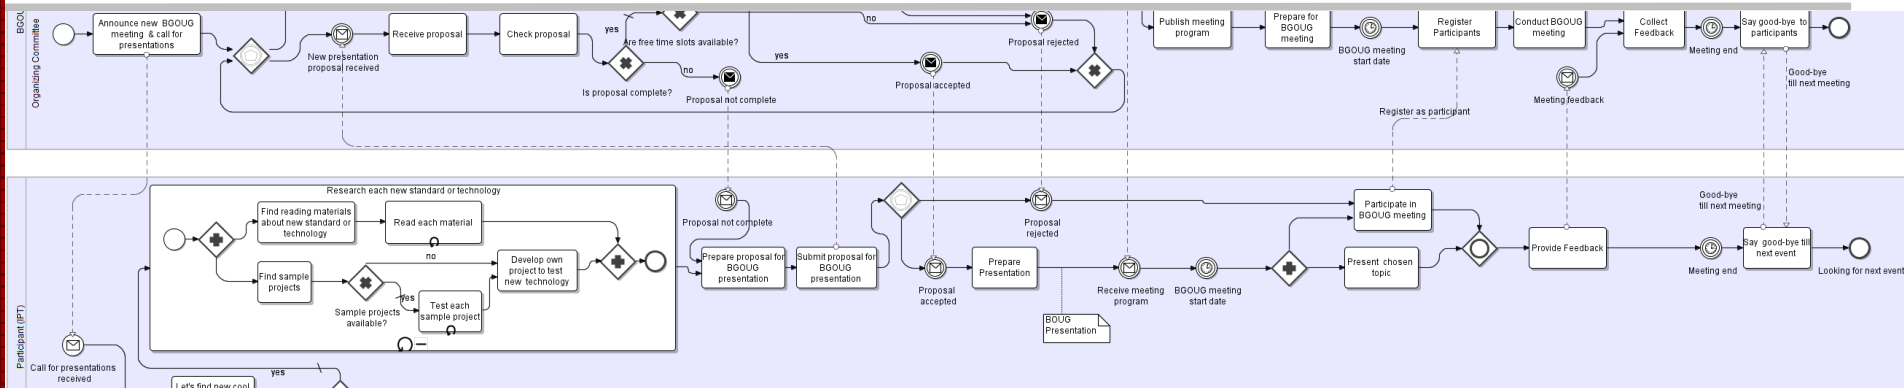 BGOU
Organizing Committee
Announce new BGOUG
meeting & call for
presentations
New presentation
proposal received
Receive proposal
Check proposal
yes
Are free time slots available?
no
Is proposal complete?
no
Proposal not complete
yes
no
Proposal rejected
Proposal accepted
Publish meeting
program
Prepare for
BGOUG
meeting
BGOUG meeting
start date
Register
Participants
Conduct BGOUG
meeting
Collect
Feedback
Meeting end
Say good-bye to
participants
Good-bye
till next meeting
Meeting feedback
Register as participant
Participant (IPT)
Call for presentations
received
Research each new standard or technology
Find reading materials
about new standard or
technology
Read each material
no
Find sample
projects
Sample projects
available?
yes
Test each
sample project
Develop own
project to test
new technology
yes
Let's find new cool
Proposal not complete
Prepare proposal for
BGOUG
presentation
Submit proposal for
BGOUG
presentation
Proposal
rejected
Proposal
accepted
Prepare
Presentation
BOUG
Presentation
Receive meeting
program
BGOUG meeting
start date
Participate in
BGOUG meeting
Present chosen
topic
Provide Feedback
Meeting end
Good-bye
till next meeting
Say good-bye till
next event
Looking for next event